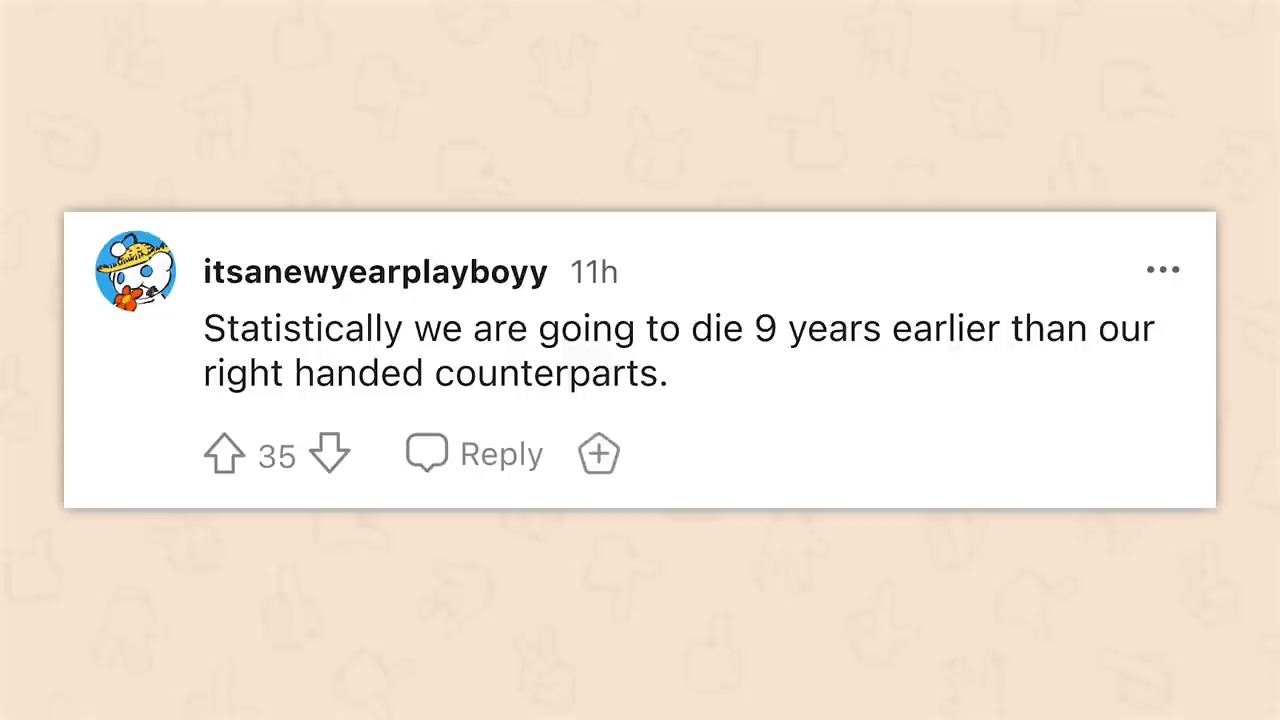 itsanewyearplayboyy 11h
Statistically we are going to die 9 years earlier than our
right handed counterparts.
35 Reply